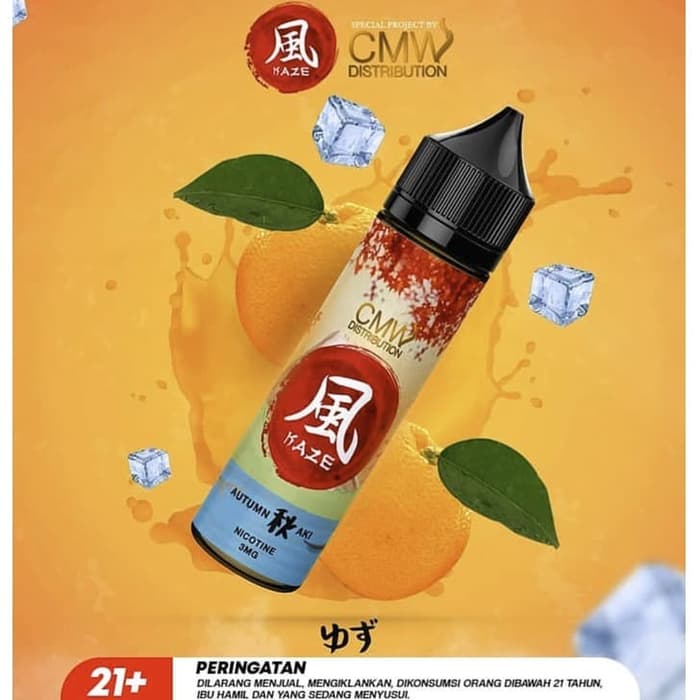 風
KAZE
SPECIAL PROJECT BY
CMW
DISTRIBUTION
CMW
DISTRIBUTION
風
KAZE
AUTUMN 秋 AKI
NICOTINE
3MG
ゆず
21+
PERINGATAN
DILARANG MENJUAL, MENGIKLANKAN, DIKONSUMSI ORANG DIBAWAH 21 TAHUN,
IBU HAMIL DAN YANG SEDANG MENYUSUI.